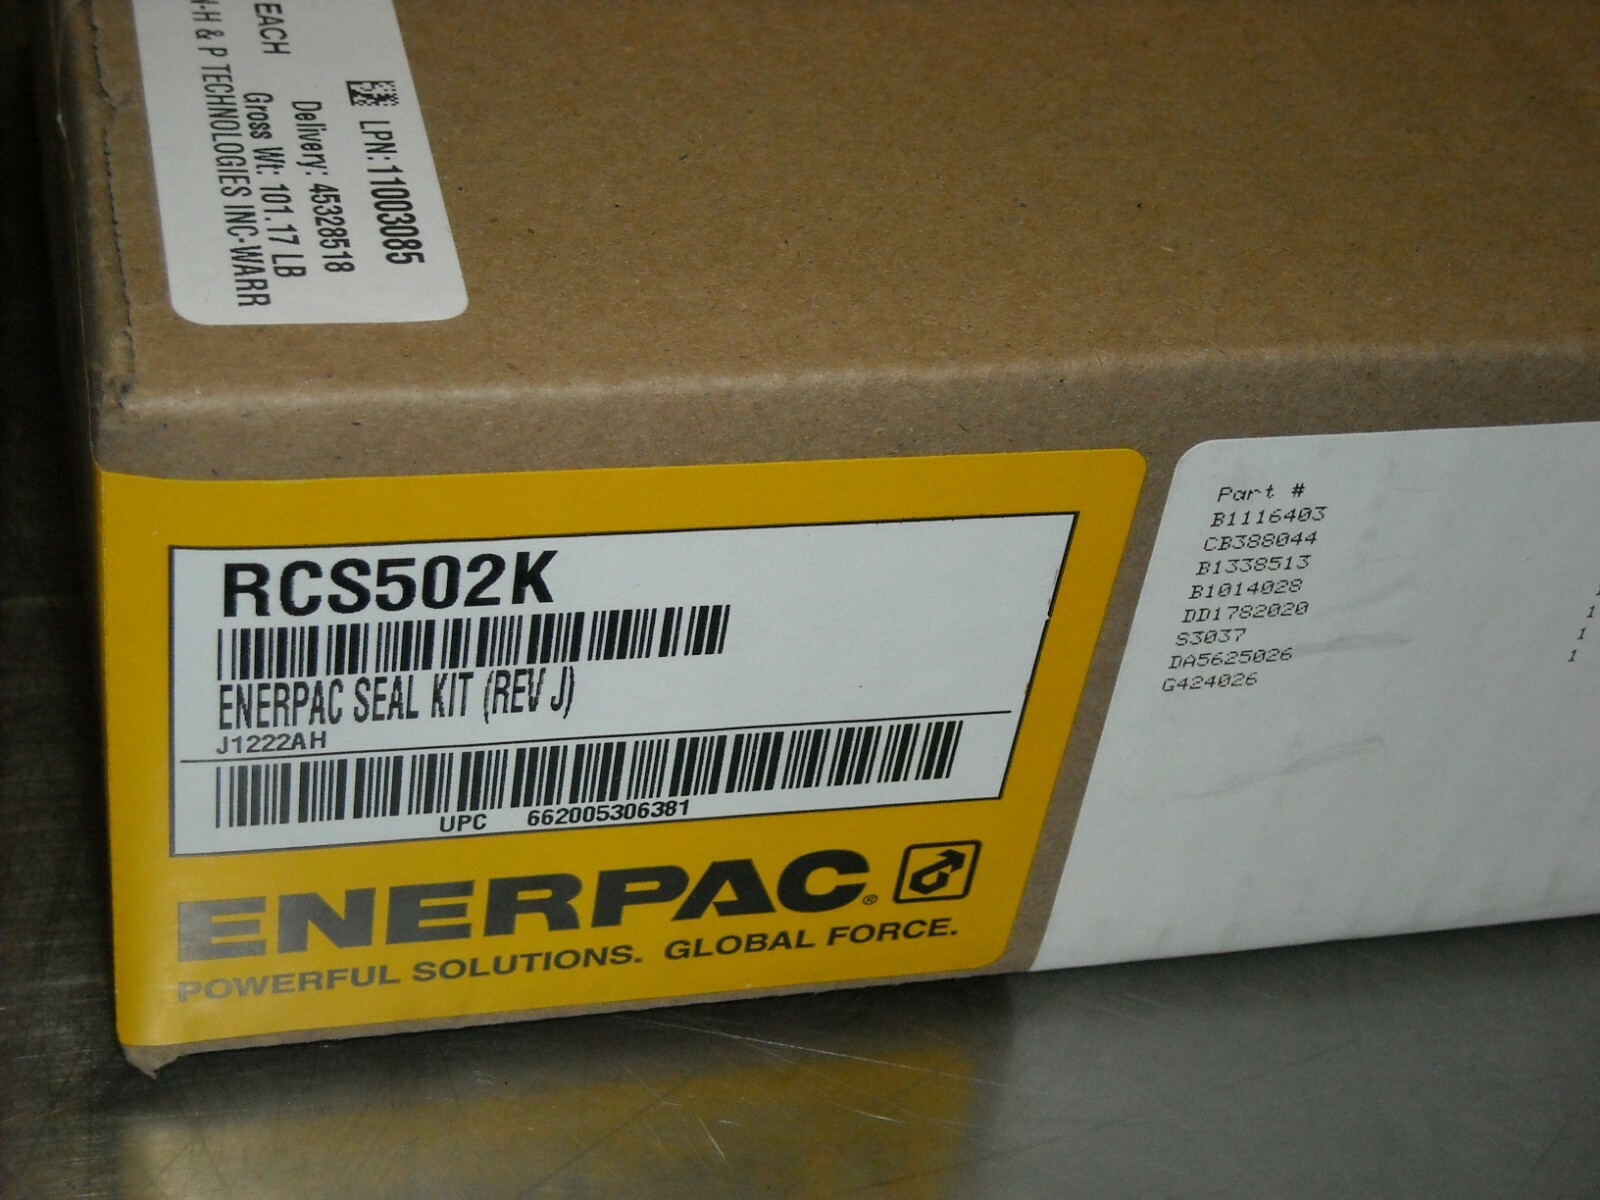 EACH
LPN:11003085
Delivery: 45328518
Gross Wt: 101.17 LB
H & P TECHNOLOGIES INC-WARR
RCS502K
ENERPAC SEAL KIT (REV J)
J1222AH
UPC 662005306381
ENERPAC®
POWERFUL SOLUTIONS. GLOBAL FORCE.
Part #
B1116403
CB388044
B1338513
B1014028
DD1782020
S3037 1
DA5625026 1
G424026 1